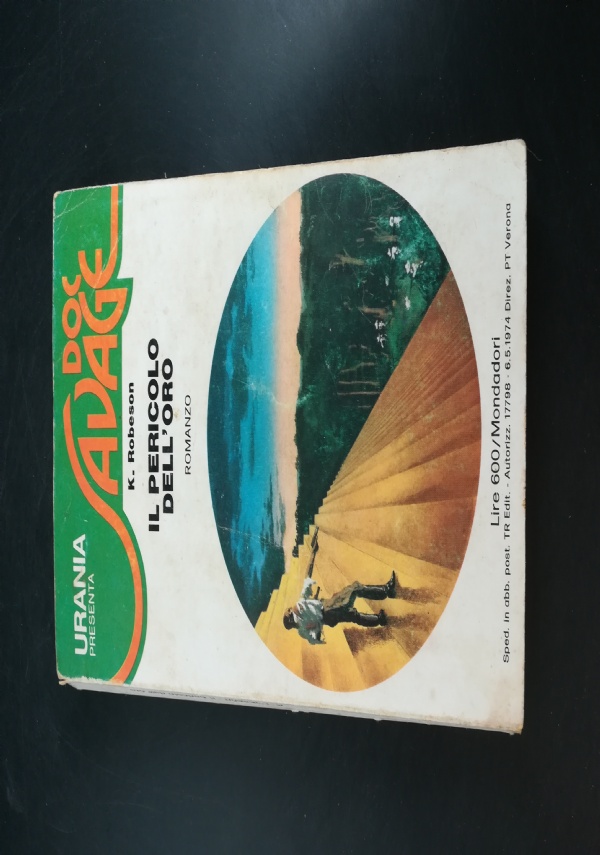 URANIA
PRESENTA
DOC
SAVAGE
K. Robeson
IL PERICOLO
DELL'ORO
ROMANZO
Lire 600/Mondadori
Sped. in abb. post. TR Edit. - Autorizz. 17798 - 6.5.1974 Direz. PT Verona